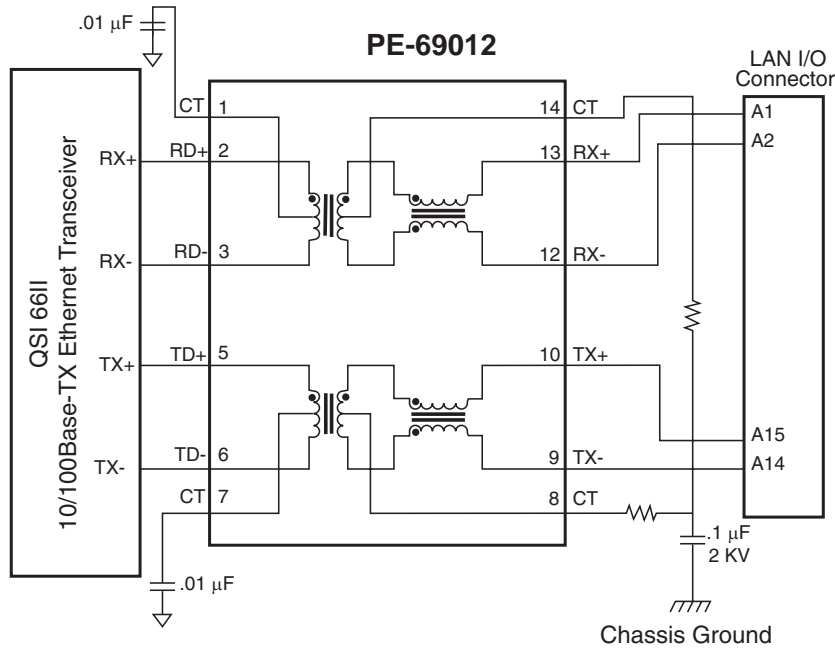 .01 µF
PE-69012
LAN I/O
Connector
CT 1
14 CT
A1
RX+ RD+ 2
13 RX+
A2
RX- RD- 3
12 RX-
QSI 66II
10/100Base-TX Ethernet Transceiver
TX+ TD+ 5
10 TX+
A15
TX- TD- 6
9 TX-
A14
CT 7
8 CT
.1 µF
2 KV
.01 µF
Chassis Ground